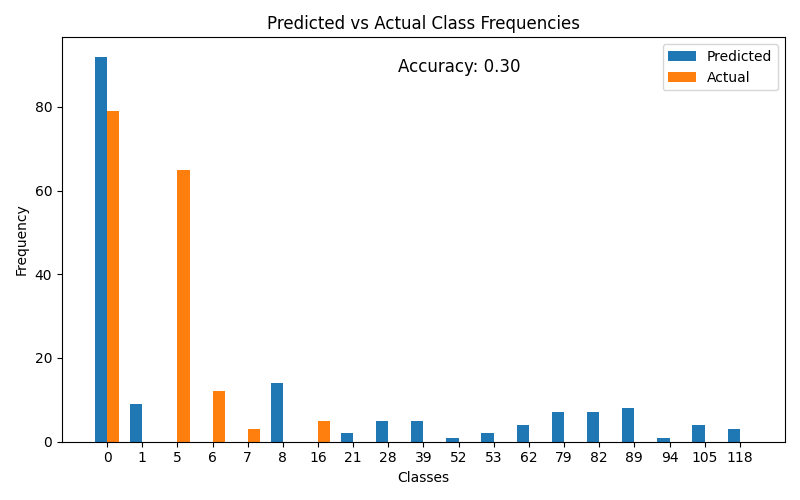 Predicted vs Actual Class Frequencies
Accuracy: 0.30
Predicted
Actual
Frequency
80
60
40
20
0
0 1 5 6 7 8 16 21 28 39 52 53 62 79 82 89 94 105 118
Classes